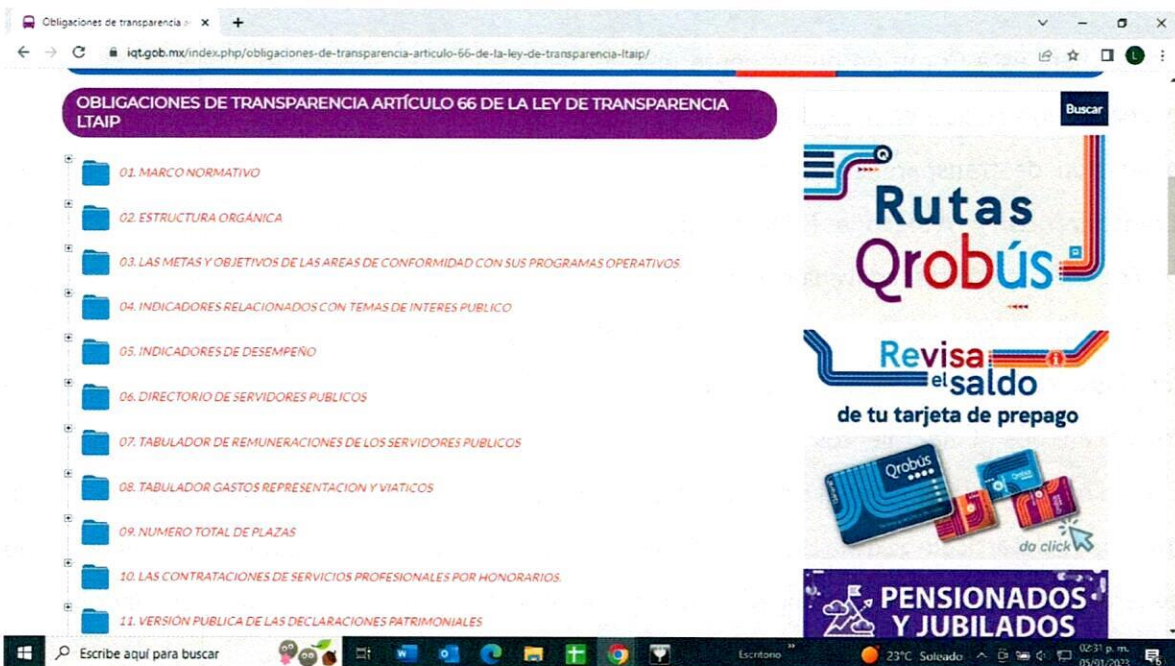 Obligaciones de transparencia a
iqt.gob.mx/index.php/obligaciones-de-transparencia-articulo-66-de-la-ley-de-transparencia-ltaip/
L
OBLIGACIONES DE TRANSPARENCIA ARTÍCULO 66 DE LA LEY DE TRANSPARENCIA
LTAIP
01. MARCO NORMATIVO
02. ESTRUCTURA ORGÁNICA
03. LAS METAS Y OBJETIVOS DE LAS AREAS DE CONFORMIDAD CON SUS PROGRAMAS OPERATIVOS.
04. INDICADORES RELACIONADOS CON TEMAS DE INTERES PUBLICO
05. INDICADORES DE DESEMPEÑO
06. DIRECTORIO DE SERVIDORES PUBLICOS
07. TABULADOR DE REMUNERACIONES DE LOS SERVIDORES PUBLICOS
08. TABULADOR GASTOS REPRESENTACION Y VIATICOS
09. NUMERO TOTAL DE PLAZAS
10. LAS CONTRATACIONES DE SERVICIOS PROFESIONALES POR HONORARIOS.
11. VERSIÓN PUBLICA DE LAS DECLARACIONES PATRIMONIALES
Buscar
Rutas
Qrobús
Revisa
el saldo
de tu tarjeta de prepago
Qrobús
da click
PENSIONADOS
Y JUBILADOS
Escribe aquí para buscar
Escritorio
23°C Soleado
02:31 p. m.
05/01/2023